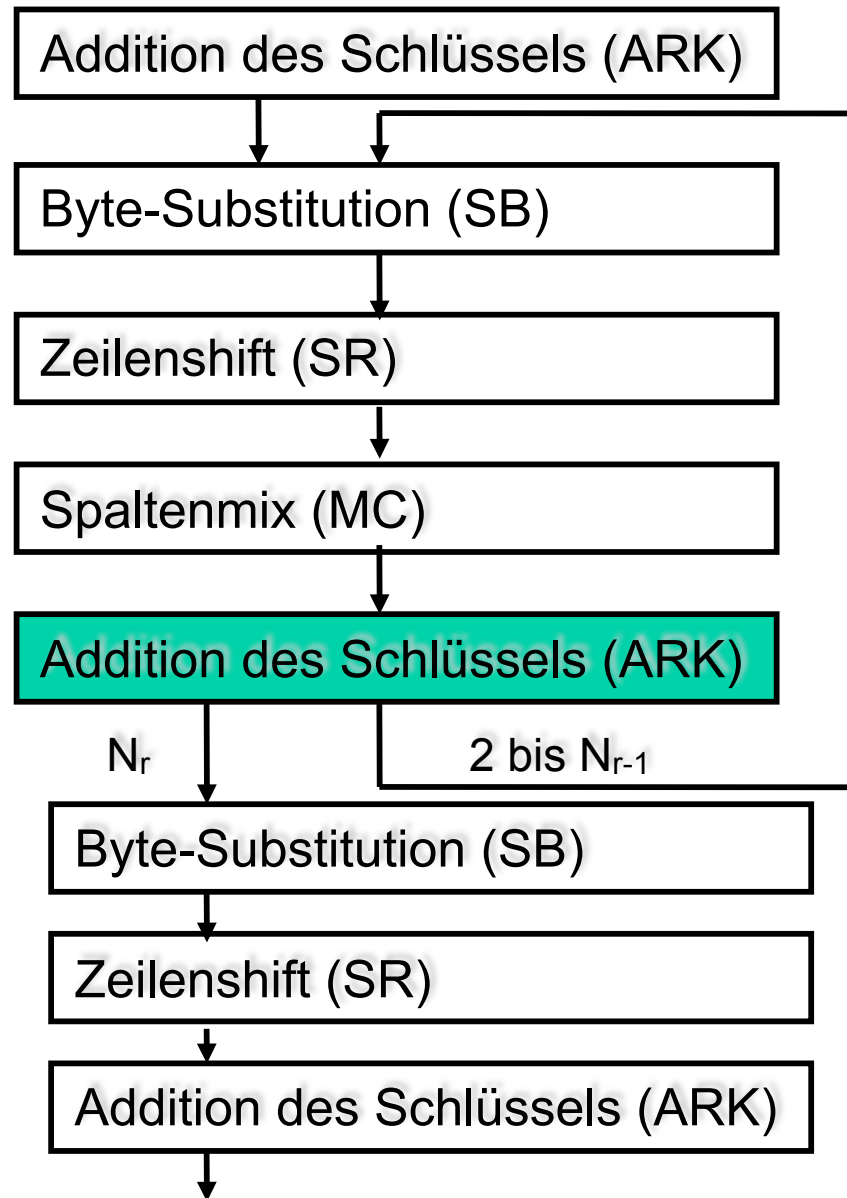 Addition des Schlüssels (ARK)
Byte-Substitution (SB)
Zeilenshift (SR)
Spaltenmix (MC)
Addition des Schlüssels (ARK)
Nᵣ 2 bis Nᵣ₋₁
Byte-Substitution (SB)
Zeilenshift (SR)
Addition des Schlüssels (ARK)